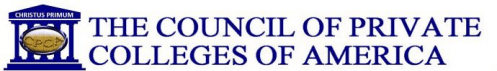 CHRISTUS PRIMUM
CPCA
THE COUNCIL OF PRIVATE
COLLEGES OF AMERICA